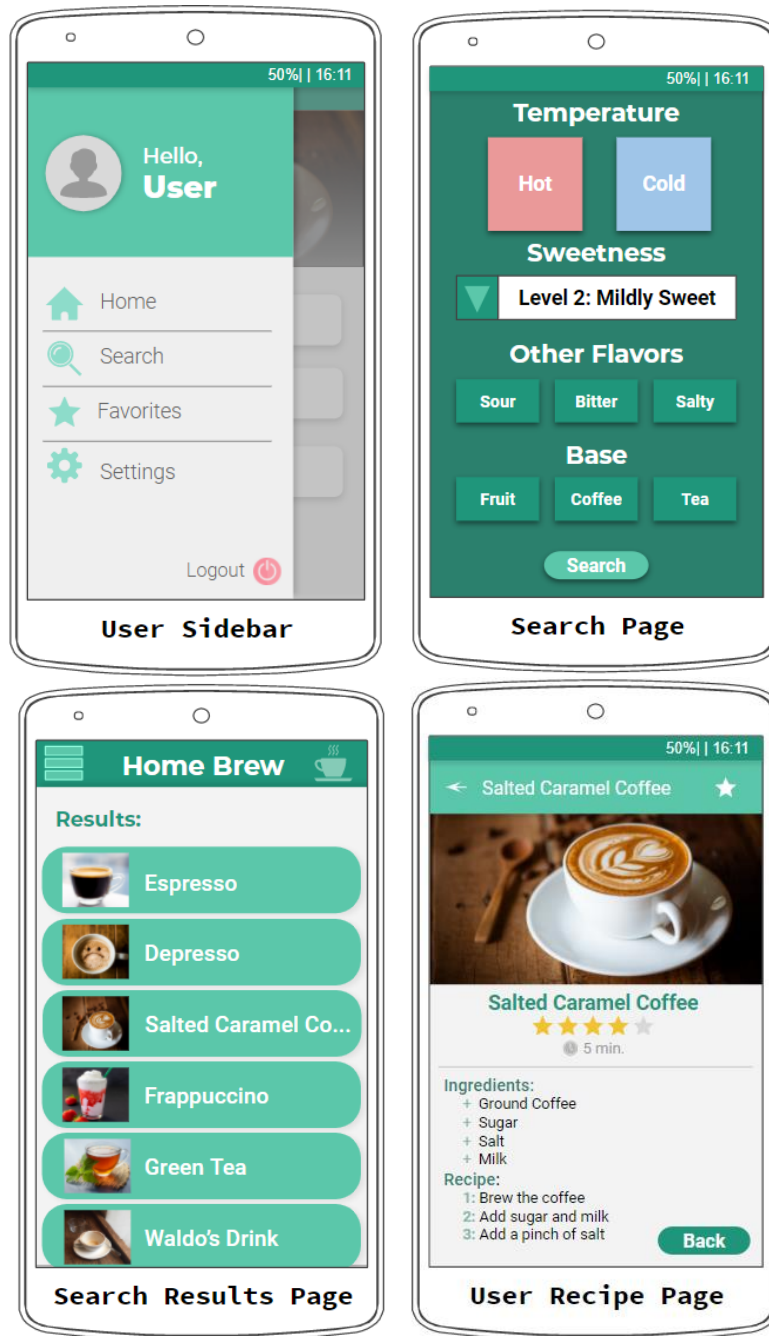 50%| | 16:11
Hello,
User
Home
Search
Favorites
Settings
Logout
User Sidebar
50%| | 16:11
Temperature
Hot Cold
Sweetness
Level 2: Mildly Sweet
Other Flavors
Sour Bitter Salty
Base
Fruit Coffee Tea
Search
Search Page
Home Brew
Results:
Espresso
Depresso
Salted Caramel Co...
Frappuccino
Green Tea
Waldo's Drink
Search Results Page
50%| | 16:11
Salted Caramel Coffee
Salted Caramel Coffee
5 min.
Ingredients:
+ Ground Coffee
+ Sugar
+ Salt
+ Milk
Recipe:
1: Brew the coffee
2: Add sugar and milk
3: Add a pinch of salt
Back
User Recipe Page